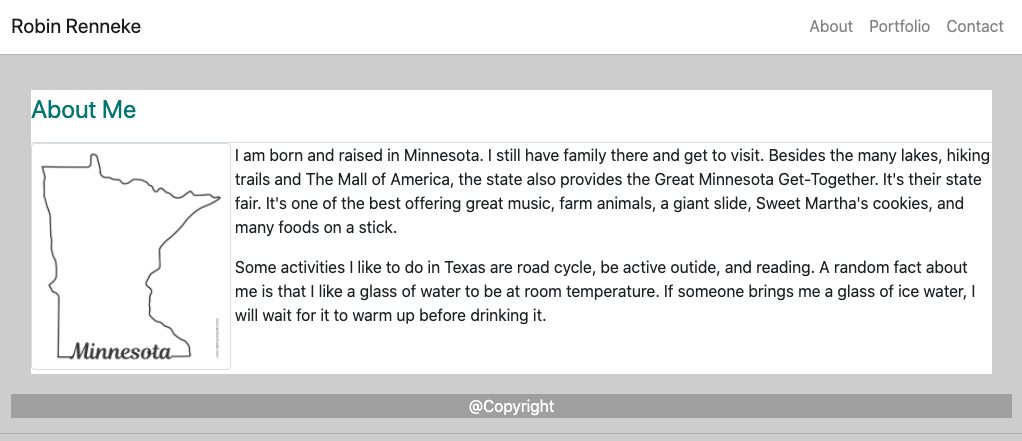 Robin Renneke
About Portfolio Contact
About Me
I am born and raised in Minnesota. I still have family there and get to visit. Besides the many lakes, hiking
trails and The Mall of America, the state also provides the Great Minnesota Get-Together. It's their state
fair. It's one of the best offering great music, farm animals, a giant slide, Sweet Martha's cookies, and
many foods on a stick.
Some activities I like to do in Texas are road cycle, be active outide, and reading. A random fact about
me is that I like a glass of water to be at room temperature. If someone brings me a glass of ice water, I
will wait for it to warm up before drinking it.
Minnesota
@Copyright